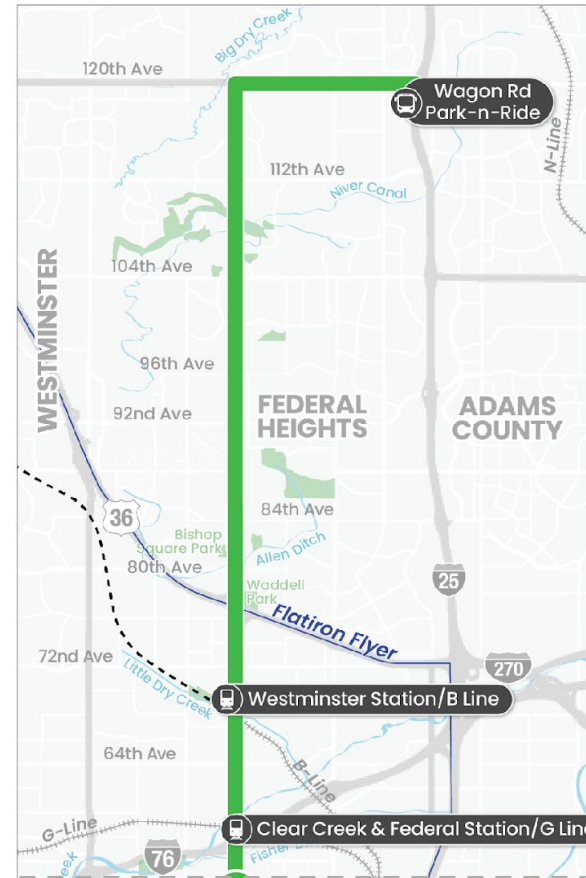 Big Dry Creek
120th Ave
Wagon Rd
Park-n-Ride
N-Line
112th Ave
Niver Canal
104th Ave
WESTMINSTER
96th Ave
92nd Ave
FEDERAL
HEIGHTS
ADAMS
COUNTY
84th Ave
36
Bishop
Square Park
Allen Ditch
80th Ave
25
Waddell
Park
Flatiron Flyer
72nd Ave
270
Little Dry Creek
Westminster Station/B Line
64th Ave
B-Line
G-Line
Clear Creek & Federal Station/G Line
76
Fisher
eek